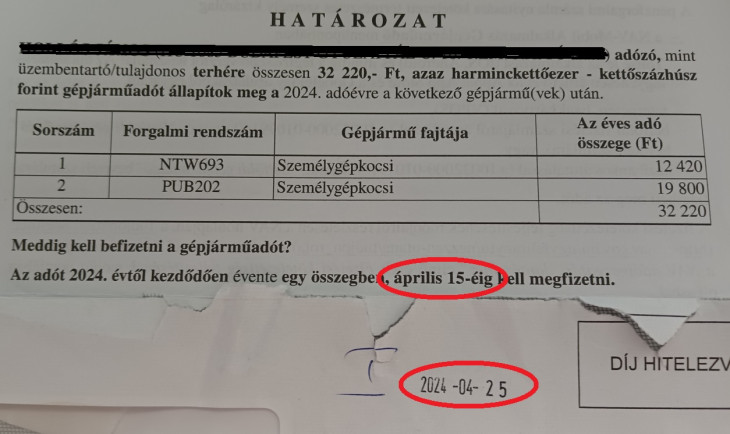 HATÁROZAT
adózó, mint
üzembentartó/tulajdonos terhére összesen 32 220,- Ft, azaz harminckettőezer - kettőszázhúsz
forint gépjárműadót állapítok meg a 2024. adóévre a következő gépjármű(vek) után.
Sorszám Forgalmi rendszám Gépjármű fajtája Az éves adó összege (Ft)
1 NTW693 Személygépkocsi 12 420
2 PUB202 Személygépkocsi 19 800
Összesen: 32 220
Meddig kell befizetni a gépjárműadót?
Az adót 2024. évtől kezdődően évente egy összegben, április 15-éig kell megfizetni.
DÍJ HITELEZV
2024-04-25